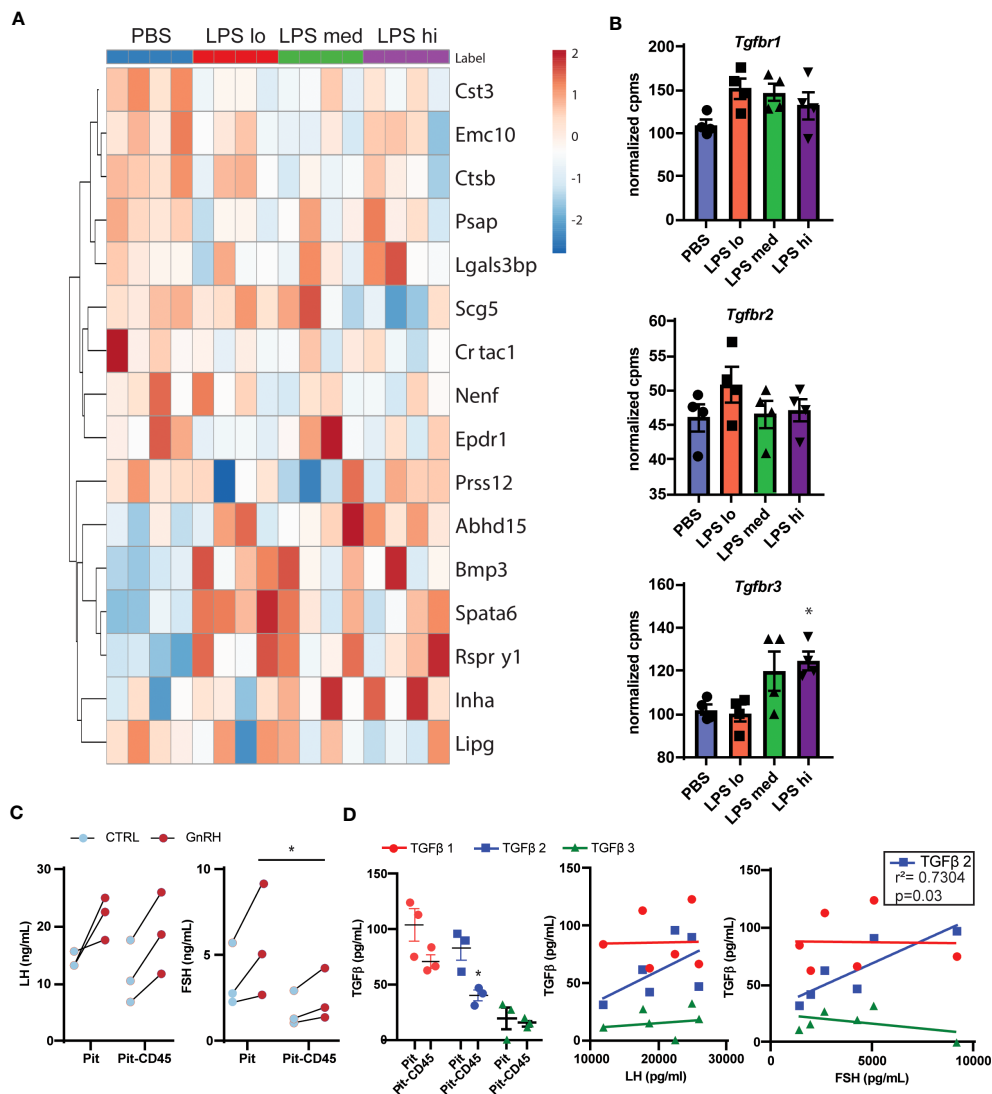 A
PBS LPS lo LPS med LPS hi
Label
Cst3
Emc10
Ctsb
Psap
Lgals3bp
Scg5
Cr tac1
Nenf
Epdr1
Prss12
Abhd15
Bmp3
Spata6
Rspr y1
Inha
Lipg
2
1
0
-1
-2
B
Tgfbr1
normalized cpms
200
150
100
50
0
PBS
LPS lo
LPS med
LPS hi
Tgfbr2
normalized cpms
60
55
50
45
40
35
PBS
LPS lo
LPS med
LPS hi
Tgfbr3
normalized cpms
160
140
120
100
80
*
PBS
LPS lo
LPS med
LPS hi
C
CTRL GnRH
LH (ng/mL)
30
20
10
0
Pit Pit-CD45
FSH (ng/mL)
10
5
0
*
Pit Pit-CD45
D
TGFβ 1 TGFβ 2 TGFβ 3
TGFβ (pg/mL)
150
100
50
0
*
Pit
Pit-CD45
Pit
Pit-CD45
Pit
Pit-CD45
TGFβ (pg/mL)
150
100
50
0
10000 20000 30000
LH (pg/ml)
TGFβ (pg/mL)
150
100
50
0
0 5000 10000
FSH (pg/mL)
TGFβ 2
r²= 0.7304
p=0.03